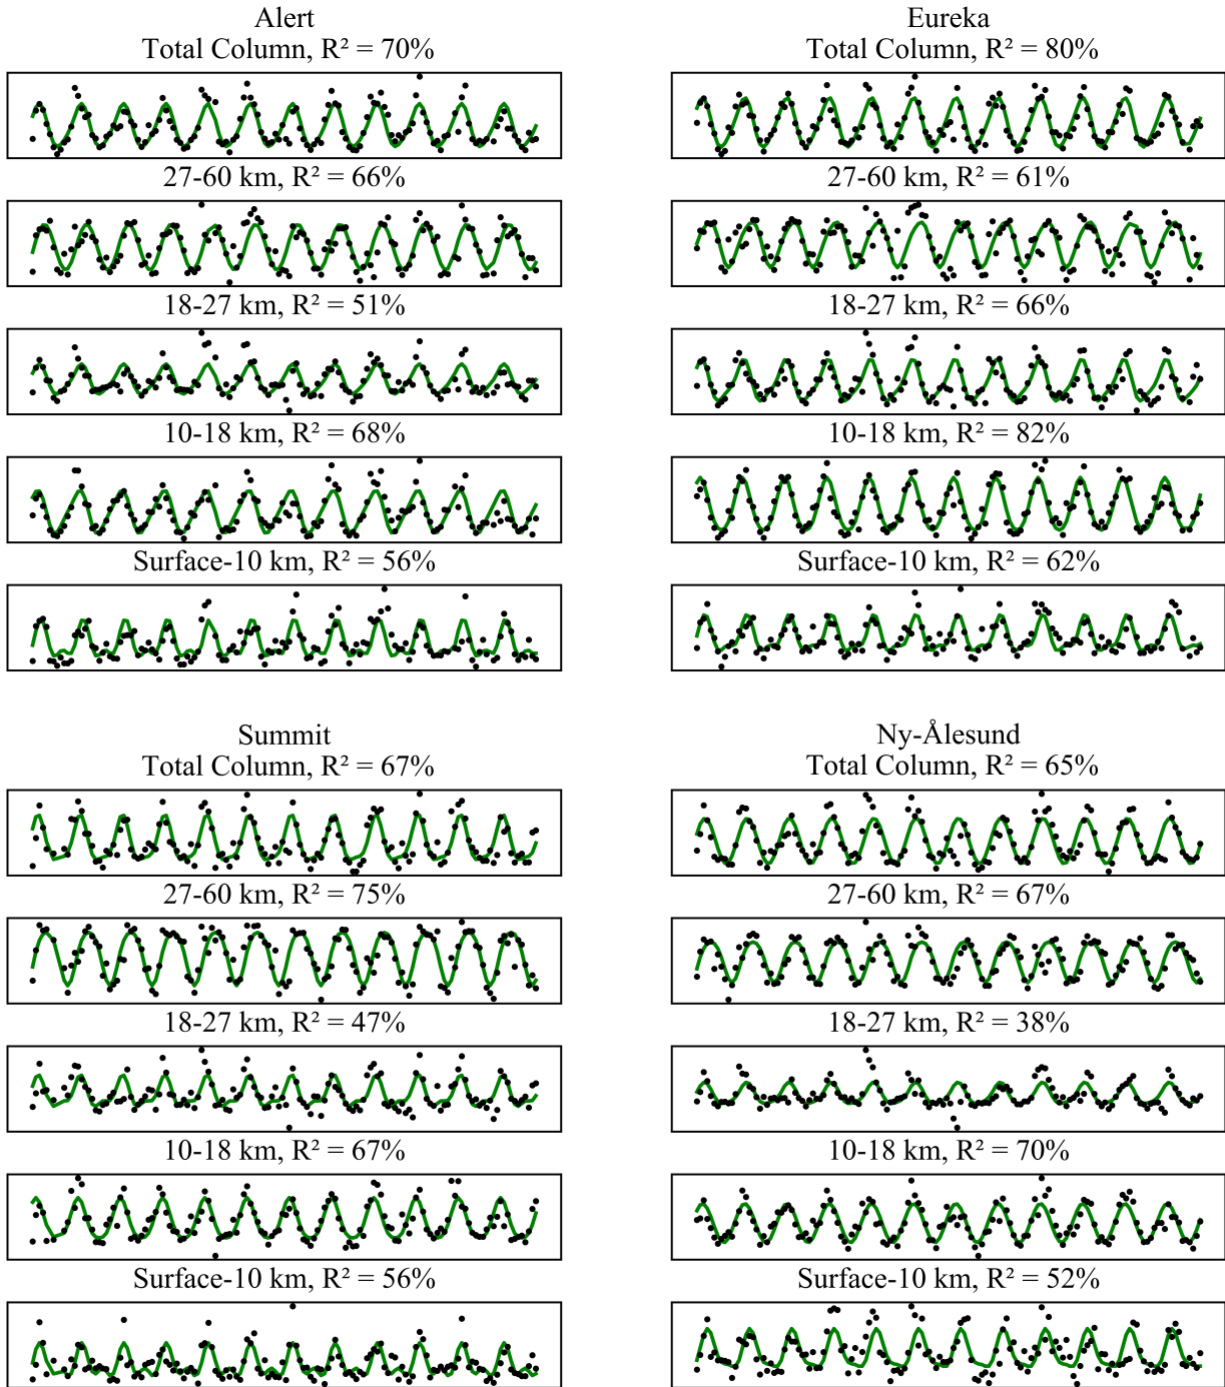 Alert
Total Column, R² = 70%
27-60 km, R² = 66%
18-27 km, R² = 51%
10-18 km, R² = 68%
Surface-10 km, R² = 56%
Eureka
Total Column, R² = 80%
27-60 km, R² = 61%
18-27 km, R² = 66%
10-18 km, R² = 82%
Surface-10 km, R² = 62%
Summit
Total Column, R² = 67%
27-60 km, R² = 75%
18-27 km, R² = 47%
10-18 km, R² = 67%
Surface-10 km, R² = 56%
Ny-Ålesund
Total Column, R² = 65%
27-60 km, R² = 67%
18-27 km, R² = 38%
10-18 km, R² = 70%
Surface-10 km, R² = 52%